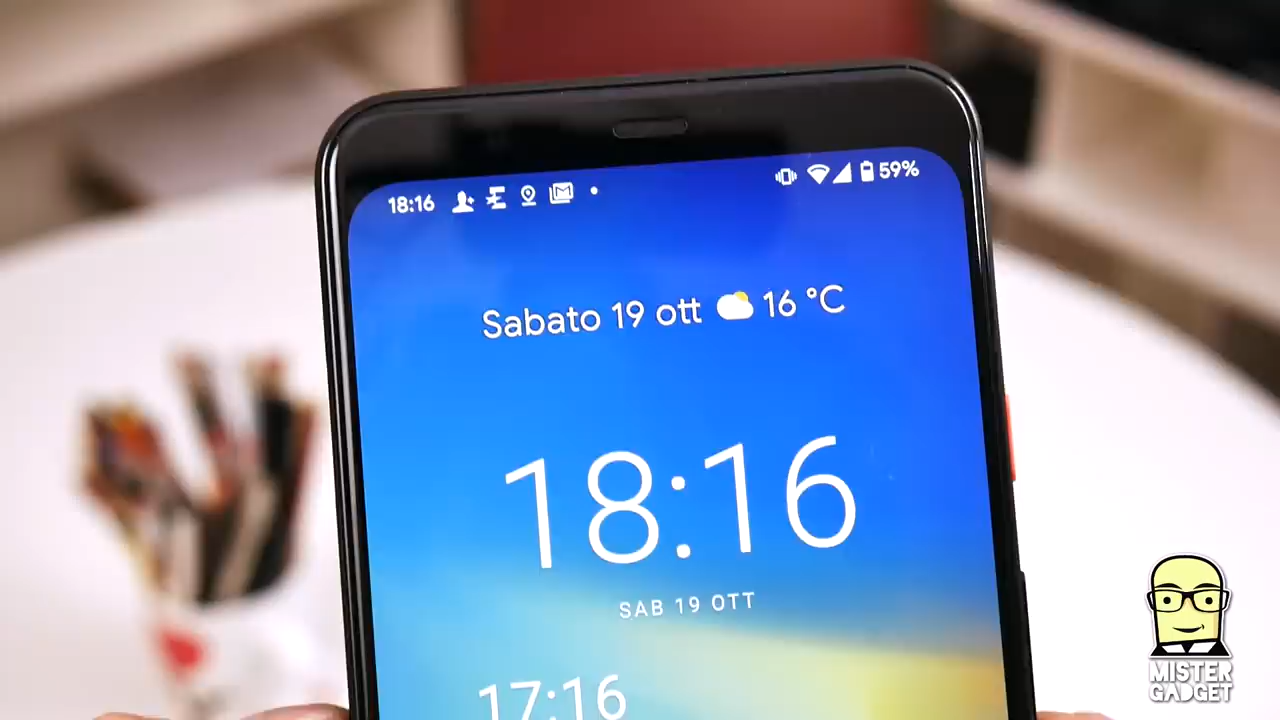 18:16
59%
Sabato 19 ott 16 °C
18:16
SAB 19 OTT
17:16
MISTER
GADGET